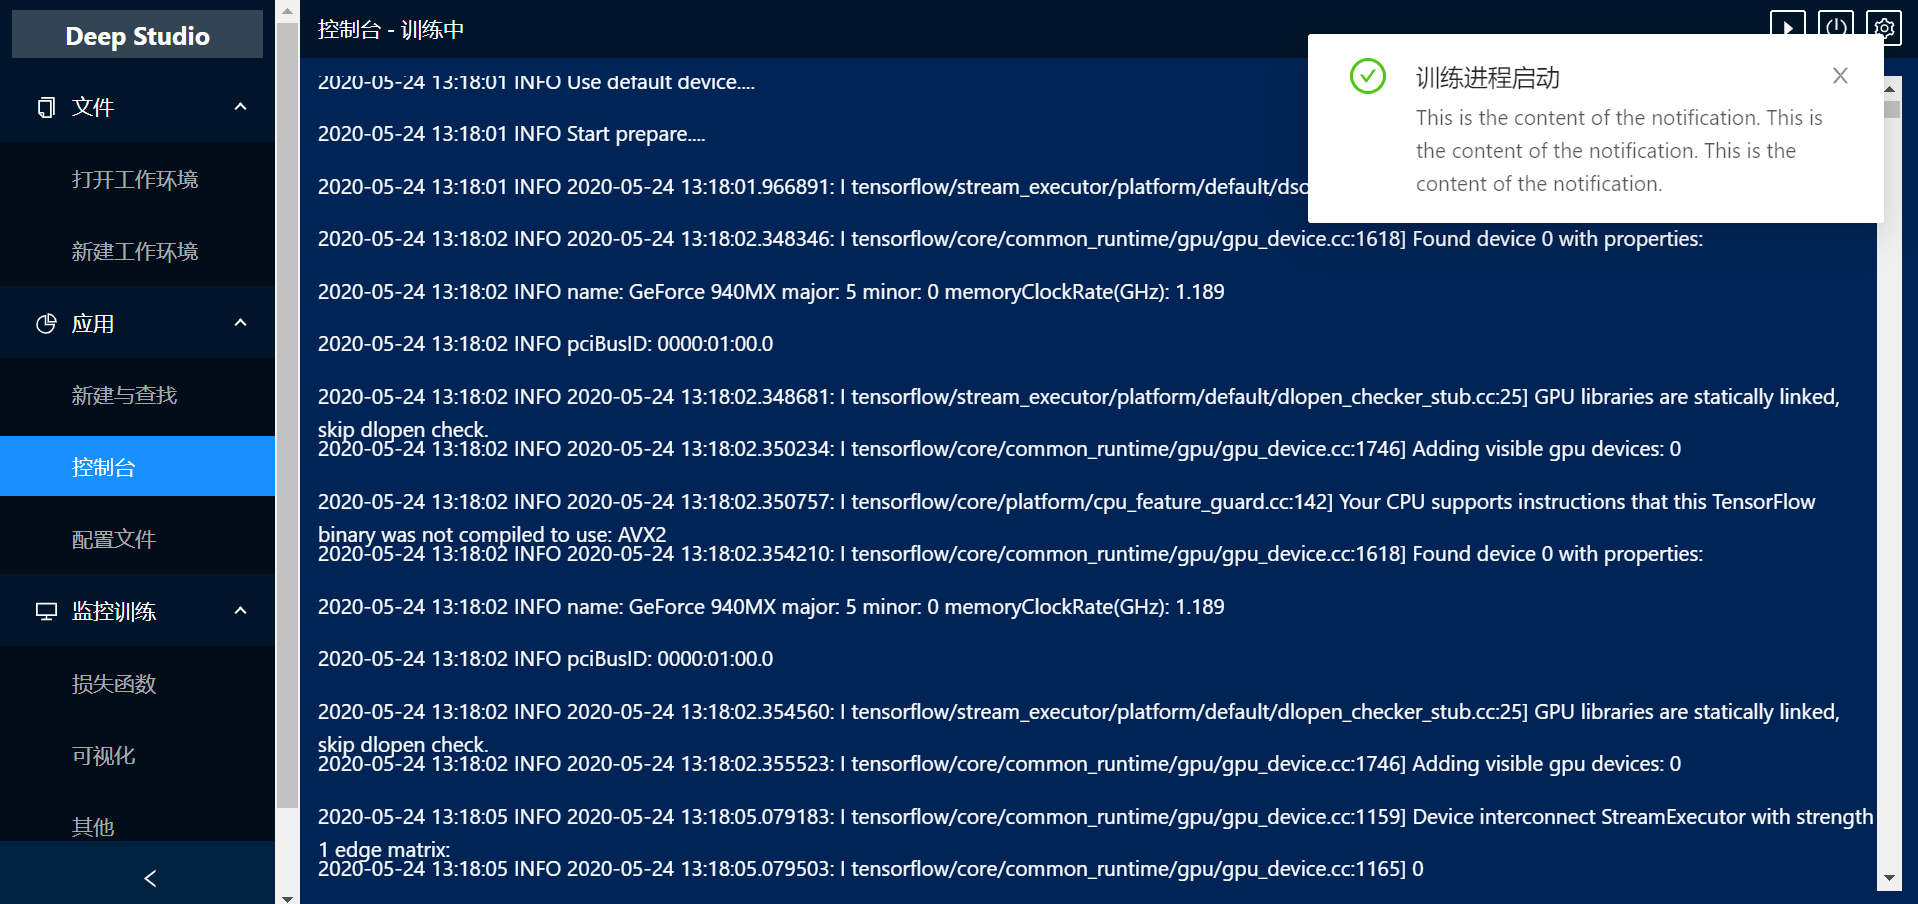 Deep Studio
文件
打开工作环境
新建工作环境
应用
新建与查找
控制台
配置文件
监控训练
损失函数
可视化
其他
控制台 - 训练中
训练进程启动
This is the content of the notification. This is
the content of the notification. This is the
content of the notification.
2020-05-24 13:18:01 INFO Use default device....
2020-05-24 13:18:01 INFO Start prepare....
2020-05-24 13:18:01 INFO 2020-05-24 13:18:01.966891: I tensorflow/stream_executor/platform/default/dso
2020-05-24 13:18:02 INFO 2020-05-24 13:18:02.348346: I tensorflow/core/common_runtime/gpu/gpu_device.cc:1618] Found device 0 with properties:
2020-05-24 13:18:02 INFO name: GeForce 940MX major: 5 minor: 0 memoryClockRate(GHz): 1.189
2020-05-24 13:18:02 INFO pciBusID: 0000:01:00.0
2020-05-24 13:18:02 INFO 2020-05-24 13:18:02.348681: I tensorflow/stream_executor/platform/default/dlopen_checker_stub.cc:25] GPU libraries are statically linked,
skip dlopen check.
2020-05-24 13:18:02 INFO 2020-05-24 13:18:02.350234: I tensorflow/core/common_runtime/gpu/gpu_device.cc:1746] Adding visible gpu devices: 0
2020-05-24 13:18:02 INFO 2020-05-24 13:18:02.350757: I tensorflow/core/platform/cpu_feature_guard.cc:142] Your CPU supports instructions that this TensorFlow
binary was not compiled to use: AVX2
2020-05-24 13:18:02 INFO 2020-05-24 13:18:02.354210: I tensorflow/core/common_runtime/gpu/gpu_device.cc:1618] Found device 0 with properties:
2020-05-24 13:18:02 INFO name: GeForce 940MX major: 5 minor: 0 memoryClockRate(GHz): 1.189
2020-05-24 13:18:02 INFO pciBusID: 0000:01:00.0
2020-05-24 13:18:02 INFO 2020-05-24 13:18:02.354560: I tensorflow/stream_executor/platform/default/dlopen_checker_stub.cc:25] GPU libraries are statically linked,
skip dlopen check.
2020-05-24 13:18:02 INFO 2020-05-24 13:18:02.355523: I tensorflow/core/common_runtime/gpu/gpu_device.cc:1746] Adding visible gpu devices: 0
2020-05-24 13:18:05 INFO 2020-05-24 13:18:05.079183: I tensorflow/core/common_runtime/gpu/gpu_device.cc:1159] Device interconnect StreamExecutor with strength
1 edge matrix:
2020-05-24 13:18:05 INFO 2020-05-24 13:18:05.079503: I tensorflow/core/common_runtime/gpu/gpu_device.cc:1165] 0